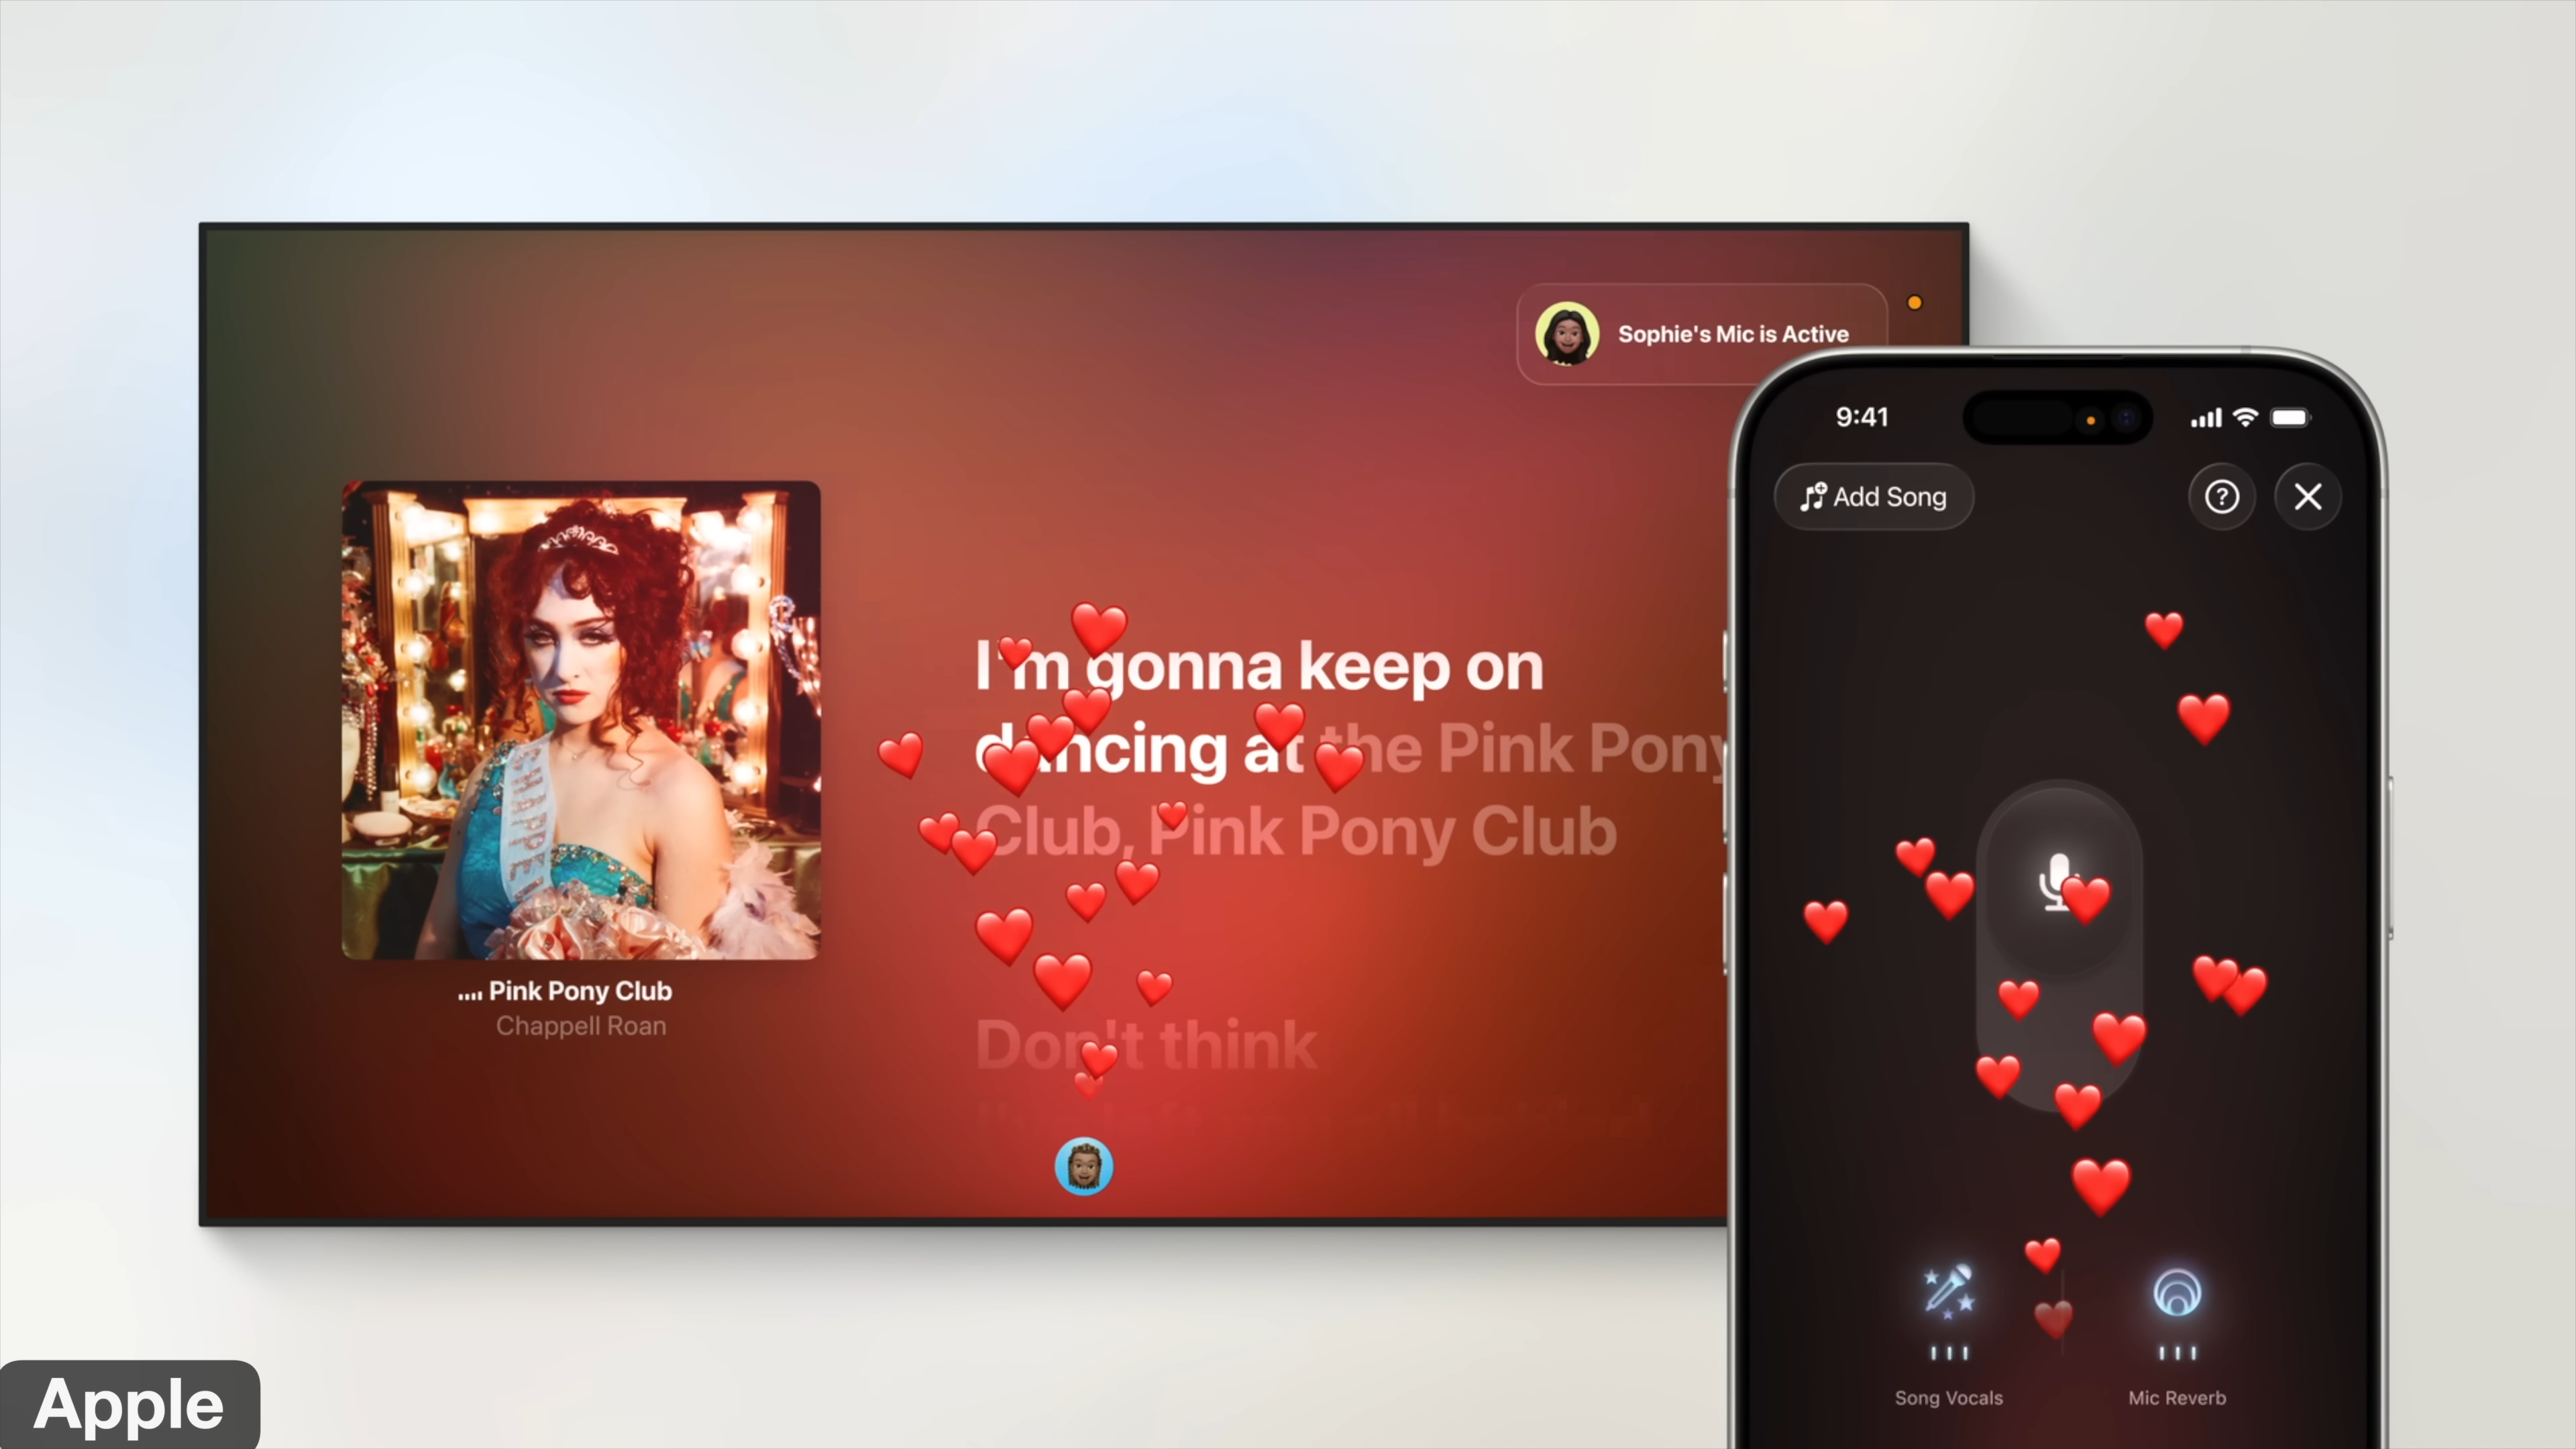 Sophie's Mic is Active
I'm gonna keep on
dancing at the Pink Pony
Club, Pink Pony Club
Don't think
Pink Pony Club
Chappell Roan
9:41
Add Song
Song Vocals
Mic Reverb
Apple